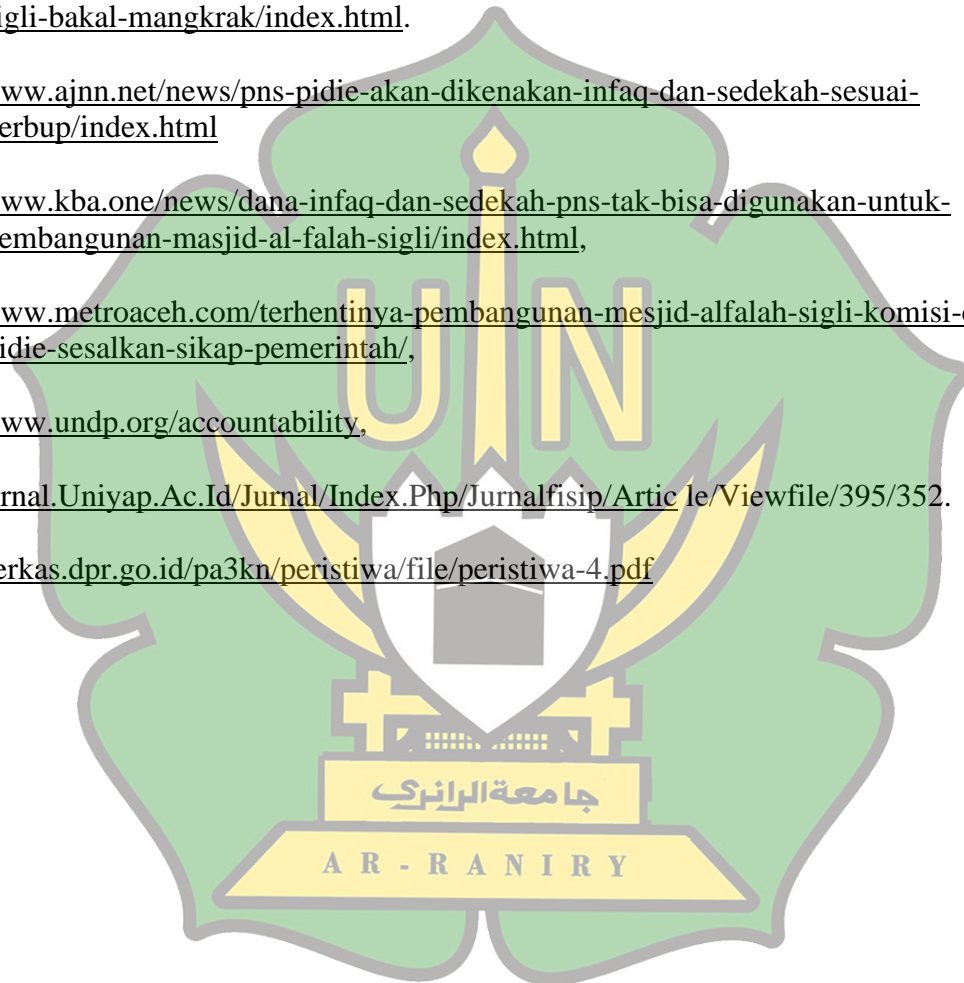 igli-bakal-mangkrak/index.html.
ww.ajnn.net/news/pns-pidie-akan-dikenakan-infaq-dan-sedekah-sesuai-
erbup/index.html
ww.kba.one/news/dana-infaq-dan-sedekah-pns-tak-bisa-digunakan-untuk-
embangunan-masjid-al-falah-sigli/index.html,
ww.metroaceh.com/terhentinya-pembangunan-mesjid-alfalah-sigli-komisi-
idie-sesalkan-sikap-pemerintah/,
UIN
ww.undp.org/accountability,
rnal.Uniyap.Ac.Id/Jurnal/Index.Php/Jurnalfisip/Artic le/Viewfile/395/352.
erkas.dpr.go.id/pa3kn/peristiwa/file/peristiwa-4.pdf
جامعة الرانري
AR-RANIRY